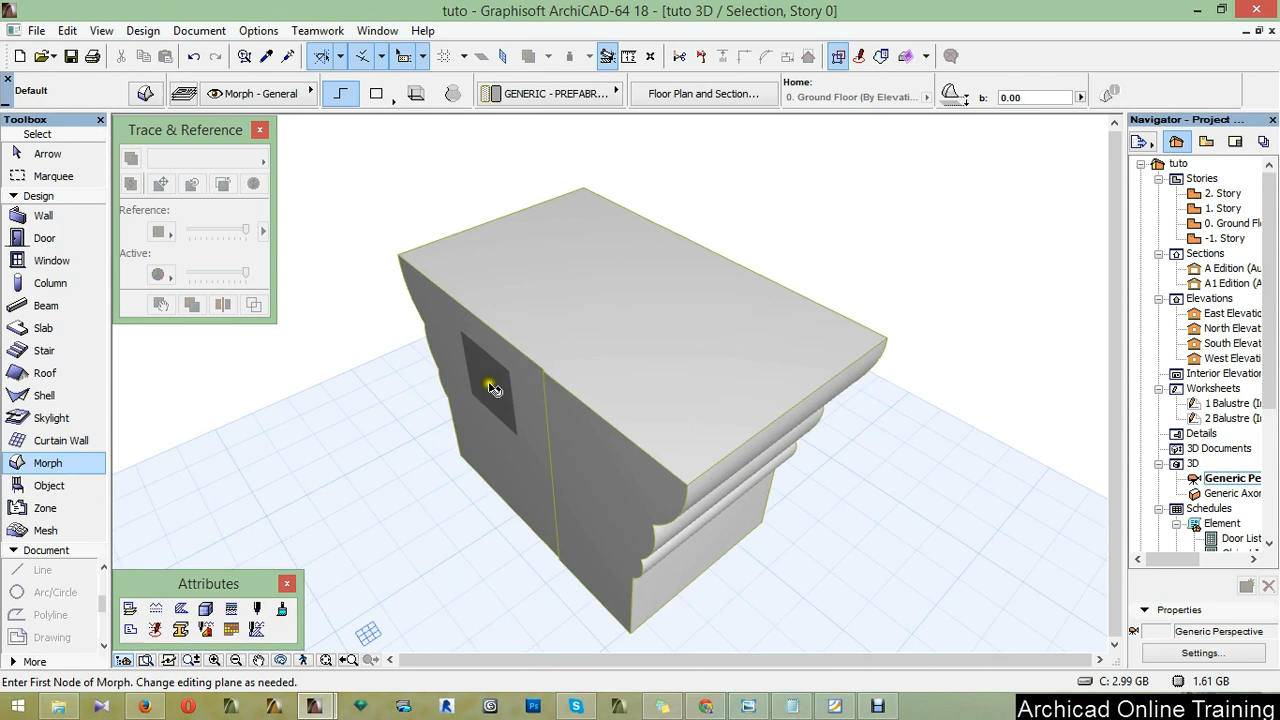 tuto - Graphisoft ArchiCAD-64 18 - [tuto 3D / Selection, Story 0]
File Edit View Design Document Options Teamwork Window Help
Default
Morph - General
GENERIC - PREFABR...
Floor Plan and Section...
Home:
0. Ground Floor (By Elevati...
b: 0.00
Toolbox
Select
Arrow
Marquee
Design
Wall
Door
Window
Column
Beam
Slab
Stair
Roof
Shell
Skylight
Curtain Wall
Morph
Object
Zone
Mesh
Document
Line
Arc/Circle
Polyline
Drawing
More
Trace & Reference
Reference:
Active:
Attributes
Navigator - Project ...
tuto
Stories
2. Story
1. Story
0. Ground F
-1. Story
Sections
A Edition (Au
A1 Edition (A
Elevations
East Elevatio
North Elevat
South Elevat
West Elevatio
Interior Elevatio
Worksheets
1 Balustre (In
2 Balustre (In
Details
3D Documents
3D
Generic Pe
Generic Axon
Schedules
Element
Door List
Properties
Generic Perspective
Settings...
Enter First Node of Morph. Change editing plane as needed.
C: 2.99 GB
1.61 GB
Archicad Online Training